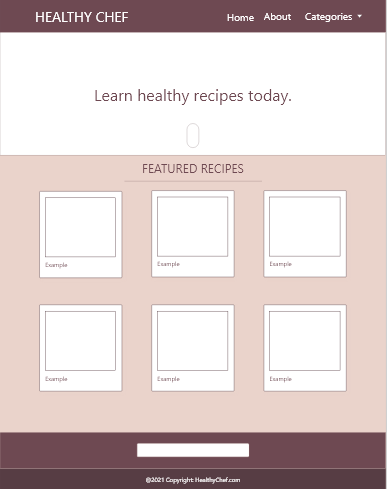 HEALTHY CHEF
Home About Categories
Learn healthy recipes today.
FEATURED RECIPES
Example Example Example
Example Example Example
@2021 Copyright: HealthyChef.com